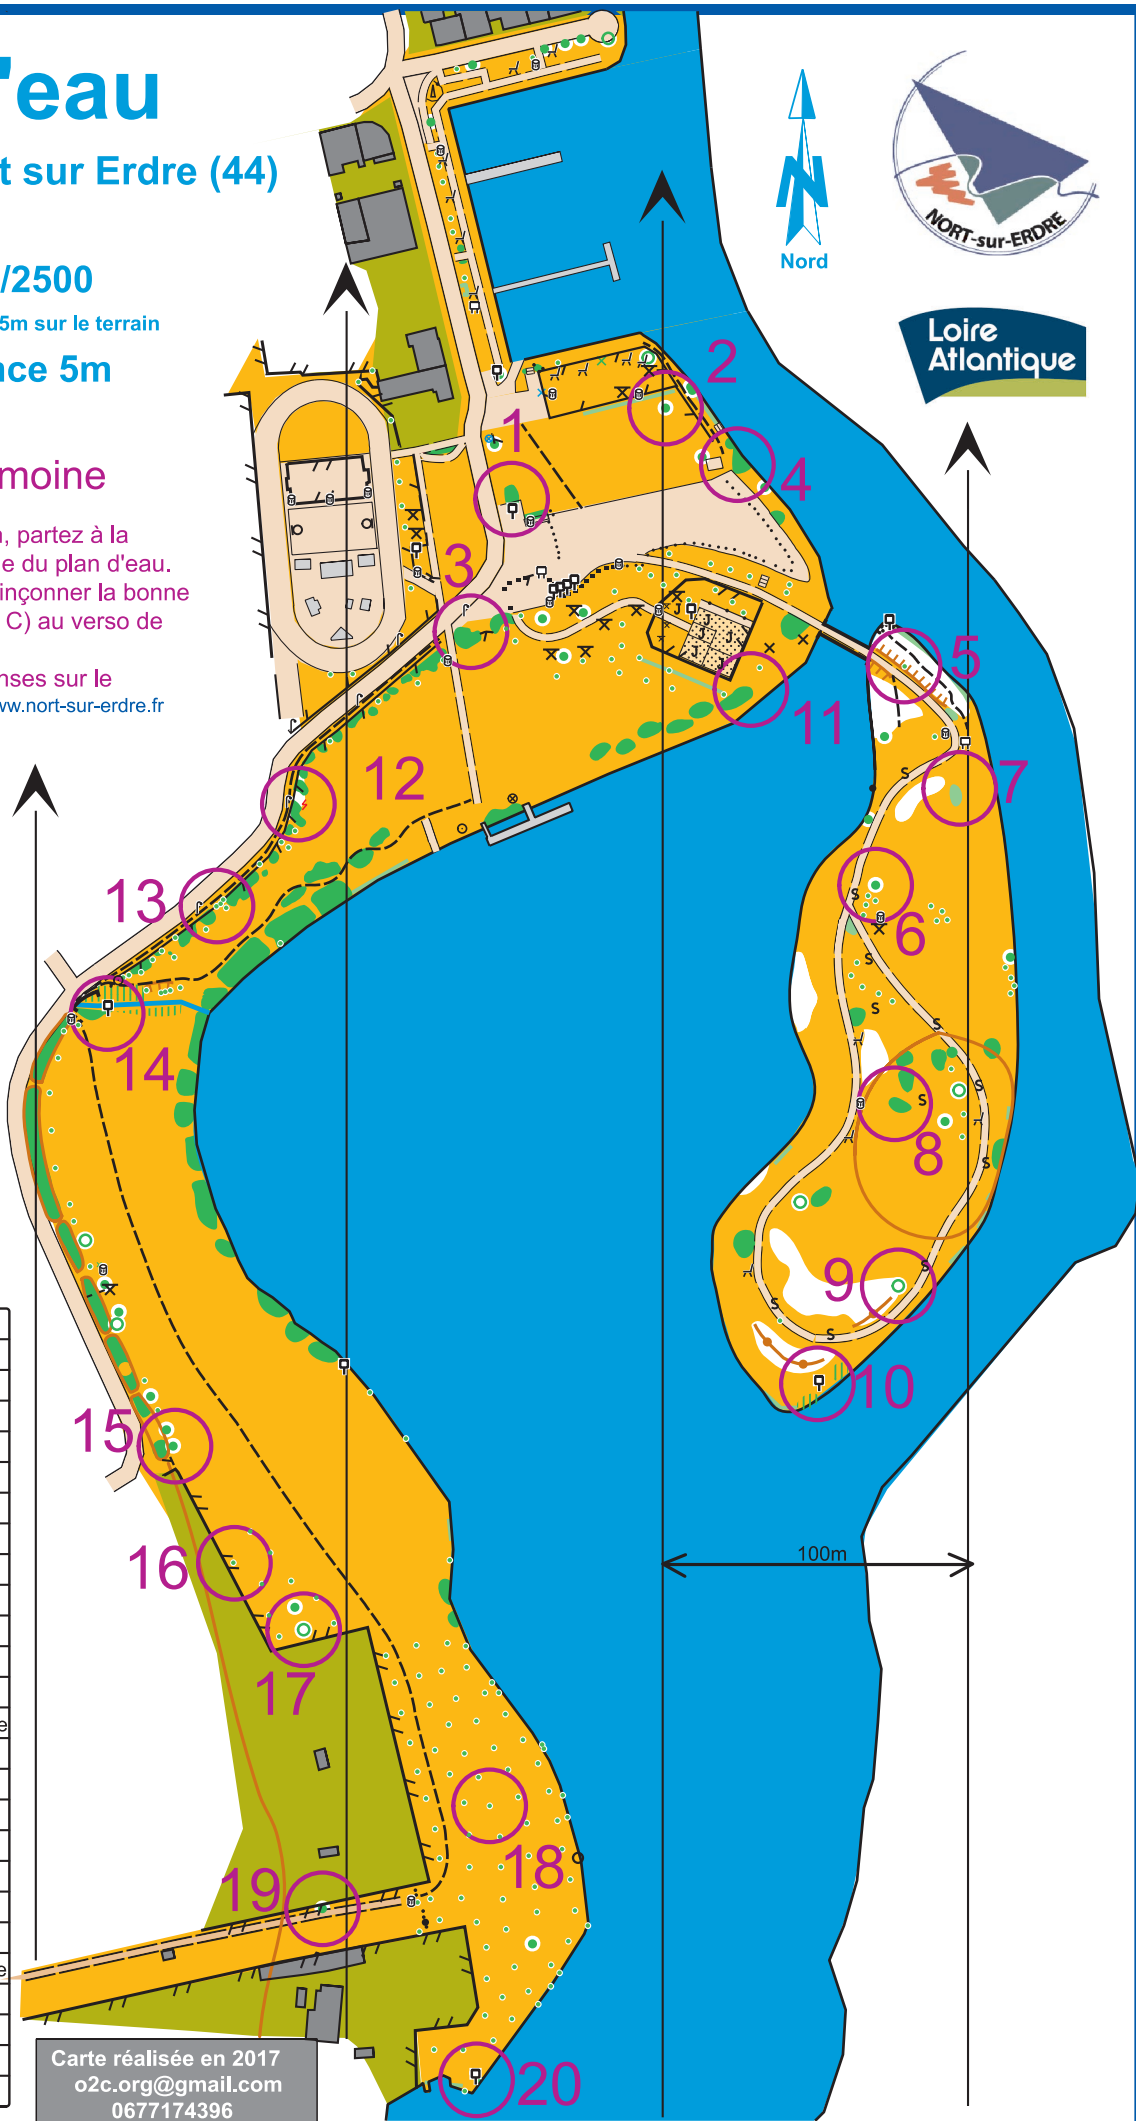 'eau
t sur Erdre (44)
/2500
5m sur le terrain
nce 5m
moine
n, partez à la
e du plan d'eau.
inçonner la bonne
C) au verso de
nses sur le
ww.nort-sur-erdre.fr
Nord
NORT-sur-ERDRE
Loire
Atlantique
1
2
3
4
5
6
7
8
9
10
11
12
13
14
15
16
17
18
19
20
100m
e
e
Carte réalisée en 2017
o2c.org@gmail.com
0677174396